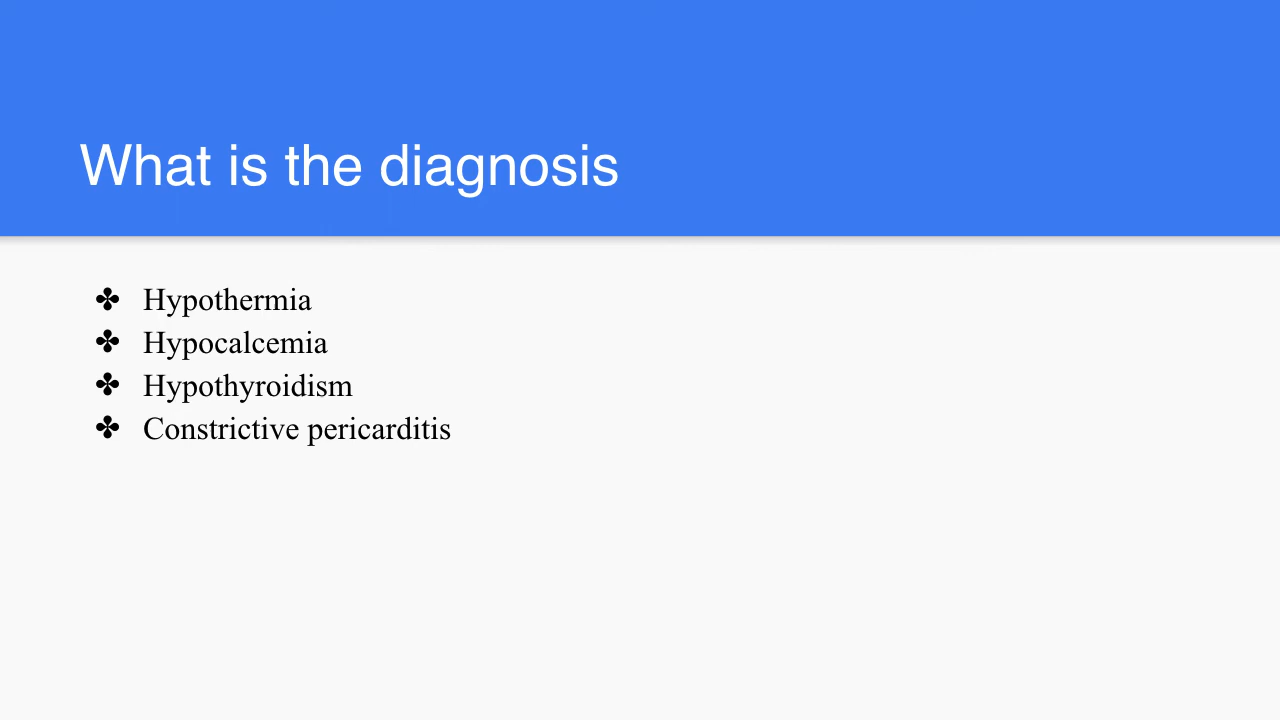 What is the diagnosis
✤ Hypothermia
✤ Hypocalcemia
✤ Hypothyroidism
✤ Constrictive pericarditis